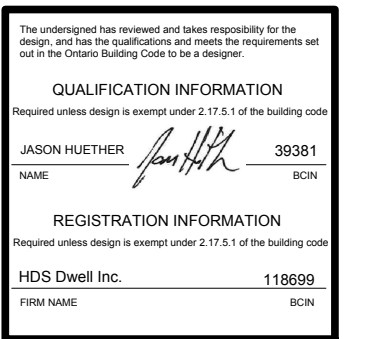 The undersigned has reviewed and takes resposibility for the
design, and has the qualifications and meets the requirements set
out in the Ontario Building Code to be a designer.
QUALIFICATION INFORMATION
Required unless design is exempt under 2.17.5.1 of the building code
JASON HUETHER 39381
NAME BCIN
REGISTRATION INFORMATION
Required unless design is exempt under 2.17.5.1 of the building code
HDS Dwell Inc. 118699
FIRM NAME BCIN